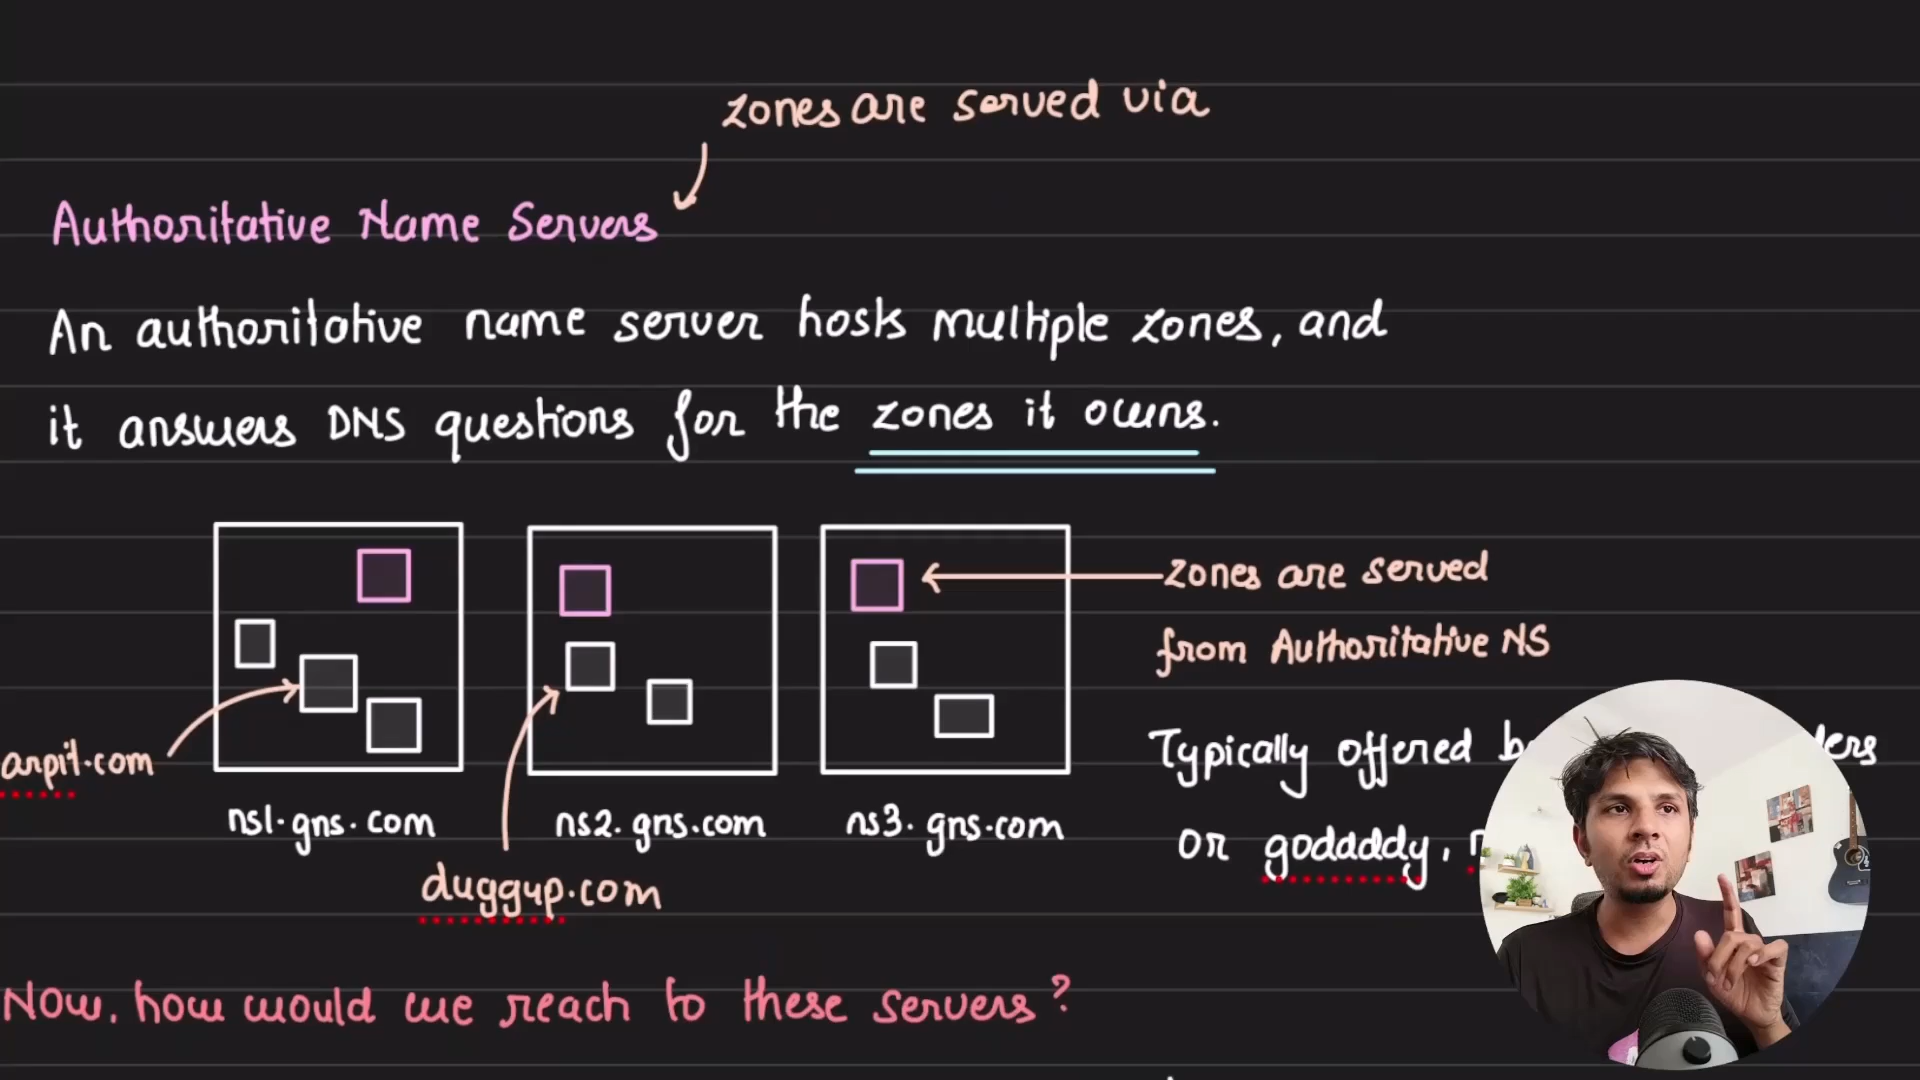 zones are served via
Authoritative Name Servers
An authoritative name server hosts multiple zones, and
it answers DNS questions for the zones it owns.
zones are served
from Authoritative NS
arpit.com
Typically offered
ns1.gns.com
ns2.gns.com
ns3.gns.com
or godaddy,
duggup.com
Now, how would we reach to these servers?